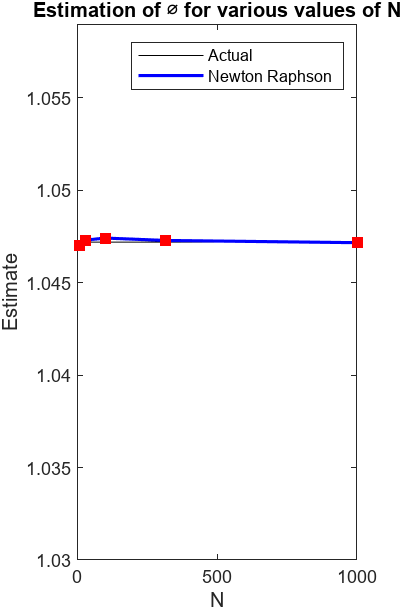 Estimation of ∅ for various values of N
Actual
Newton Raphson
1.055
1.05
1.045
1.04
1.035
1.03
Estimate
0
500
1000
N